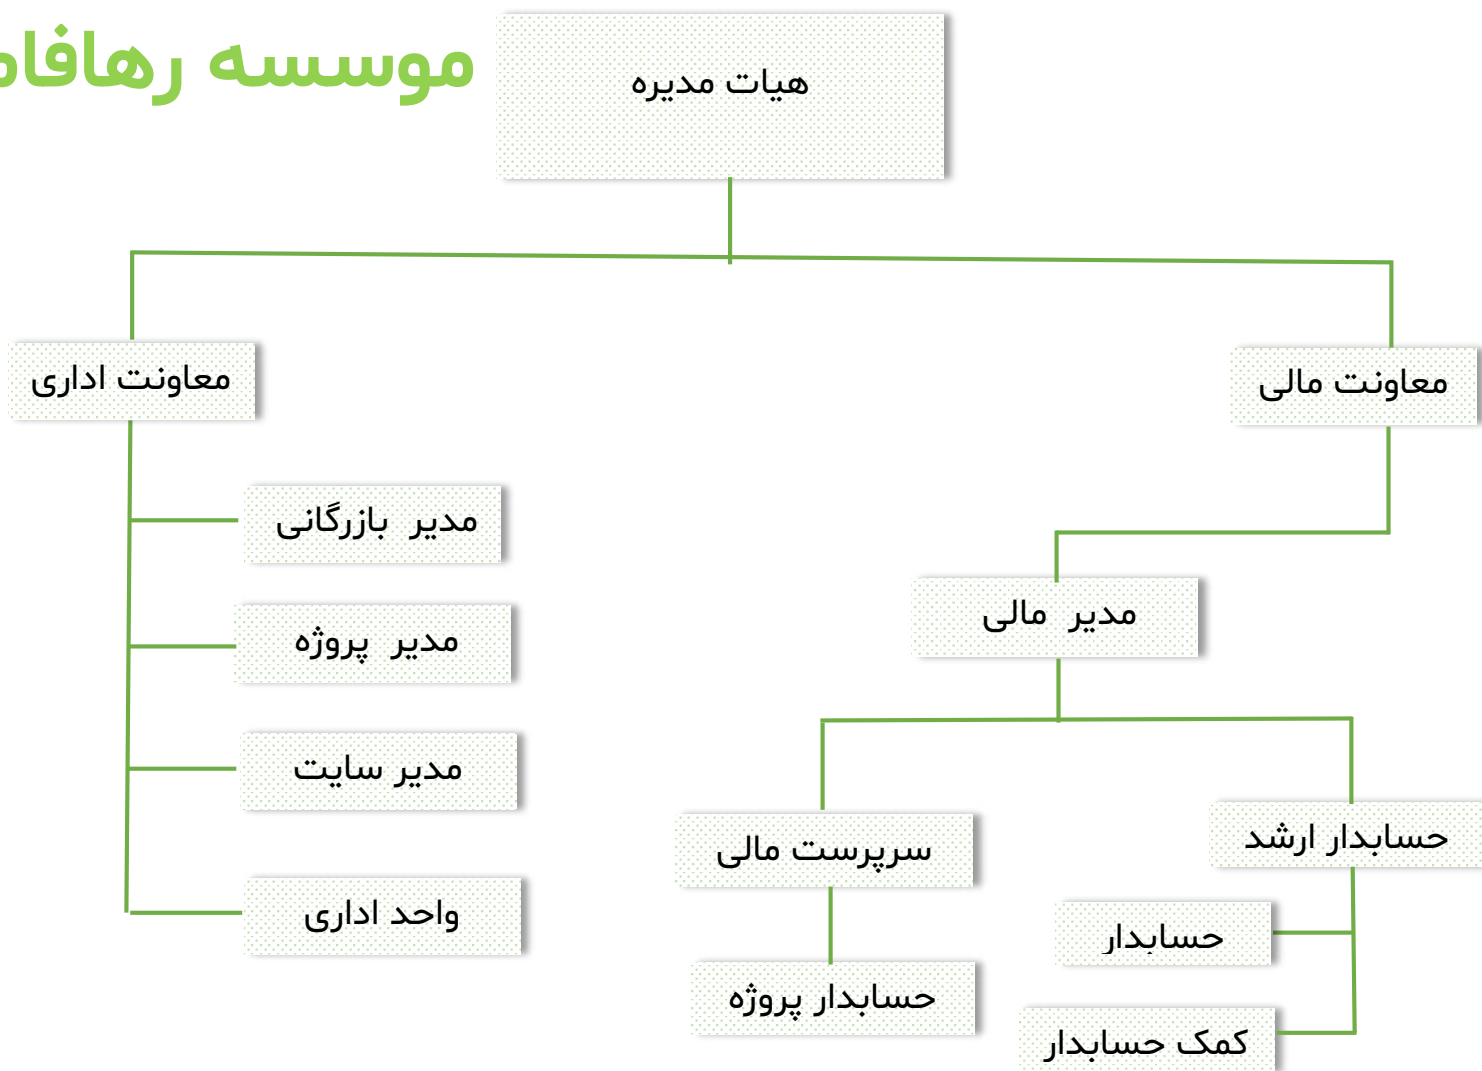 موسسه
هیات مدیره
معاونت مالی
معاونت اداری
مدیر بازرگانی
مدیر پروژه
مدیر سایت
واحد اداری
مدیر مالی
حسابدار ارشد
سرپرست مالی
حسابدار
حسابدار پروژه
کمک حسابدار